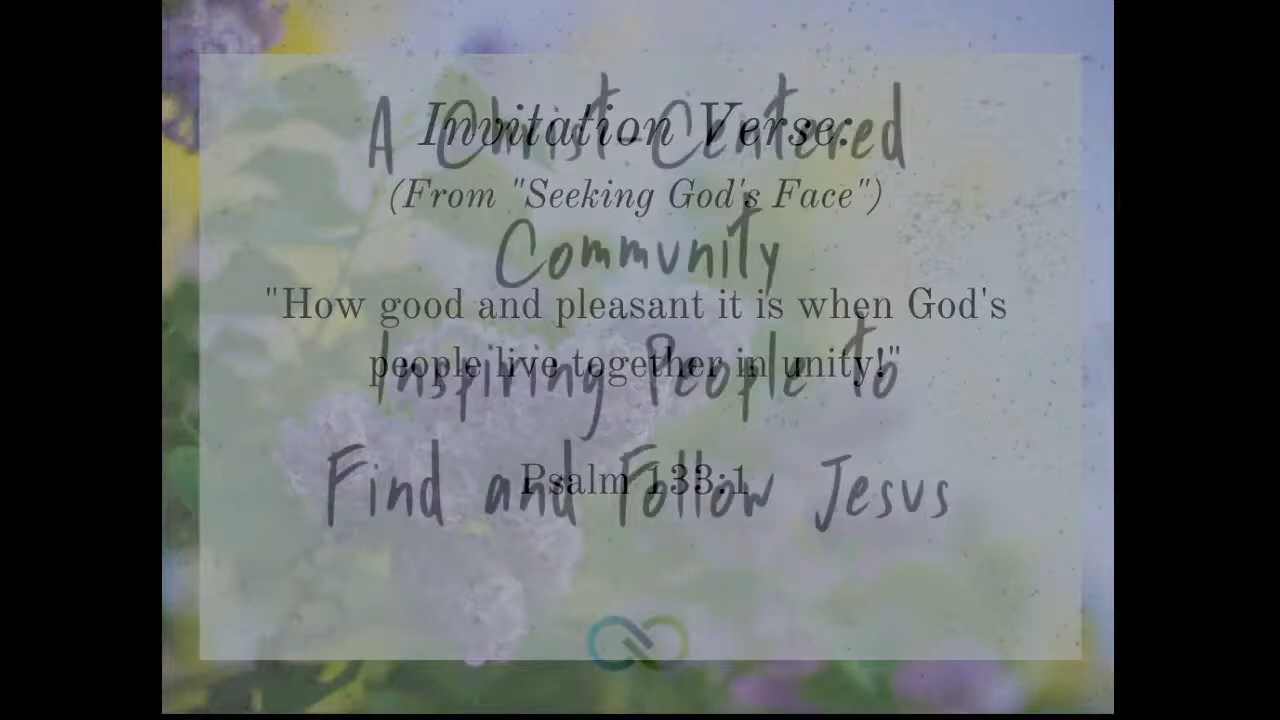 A Christ-Centered
Community
Inspiring People to
Find and Follow Jesus
Invitation Verse:
(From "Seeking God's Face")
"How good and pleasant it is when God's
people live together in unity!"
Psalm 133:1